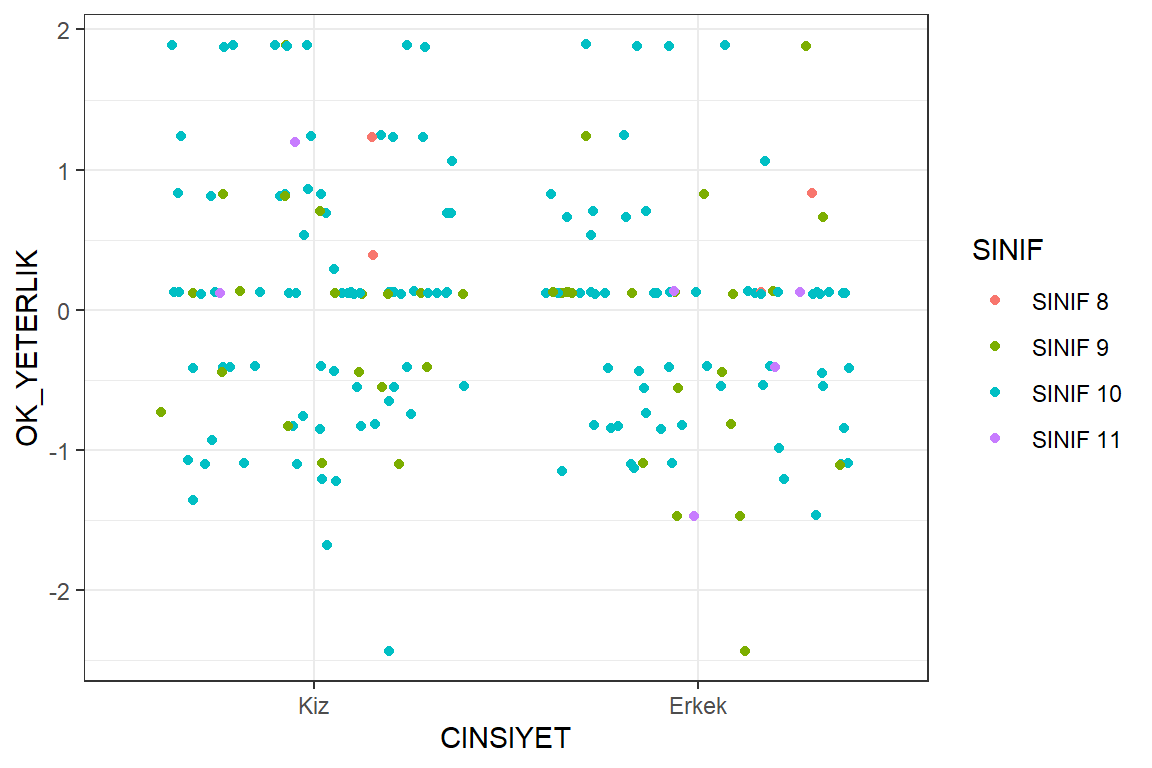 OK_YETERLIK
2
1
0
-1
-2
Kiz
Erkek
CINSIYET
SINIF
SINIF 8
SINIF 9
SINIF 10
SINIF 11